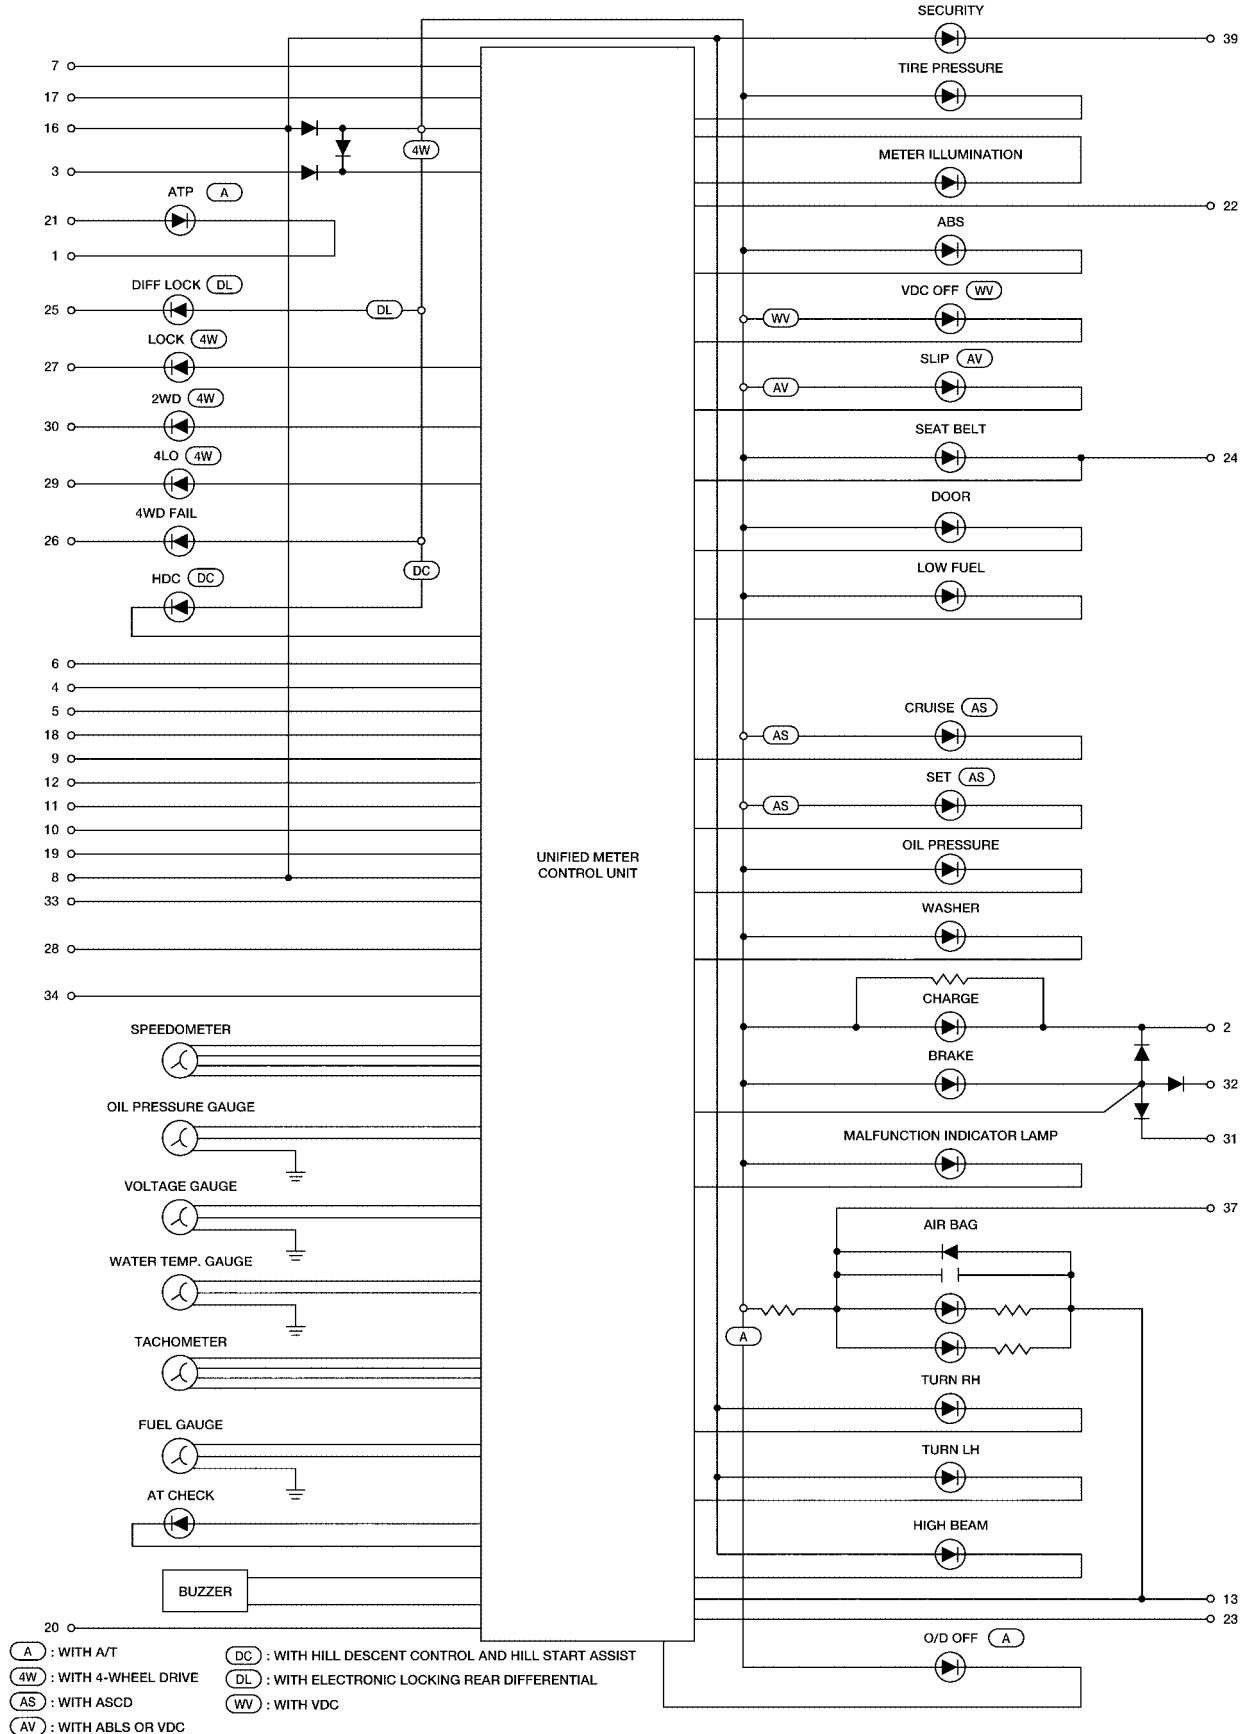 SECURITY
39
7
TIRE PRESSURE
17
16
4W
METER ILLUMINATION
3
ATP A
22
21
ABS
1
DIFF LOCK DL
VDC OFF WV
25
DL
WV
LOCK 4W
SLIP AV
27
AV
2WD 4W
30
SEAT BELT
4LO 4W
24
29
DOOR
4WD FAIL
26
DC
LOW FUEL
HDC DC
6
4
5
CRUISE AS
18
AS
9
12
SET AS
11
AS
10
19
OIL PRESSURE
UNIFIED METER
CONTROL UNIT
8
33
WASHER
28
34
CHARGE
SPEEDOMETER
2
BRAKE
32
OIL PRESSURE GAUGE
MALFUNCTION INDICATOR LAMP
31
VOLTAGE GAUGE
37
AIR BAG
WATER TEMP. GAUGE
A
TACHOMETER
TURN RH
FUEL GAUGE
TURN LH
AT CHECK
HIGH BEAM
BUZZER
13
23
20
O/D OFF A
A : WITH A/T
4W : WITH 4-WHEEL DRIVE
AS : WITH ASCD
AV : WITH ABLS OR VDC
DC : WITH HILL DESCENT CONTROL AND HILL START ASSIST
DL : WITH ELECTRONIC LOCKING REAR DIFFERENTIAL
WV : WITH VDC